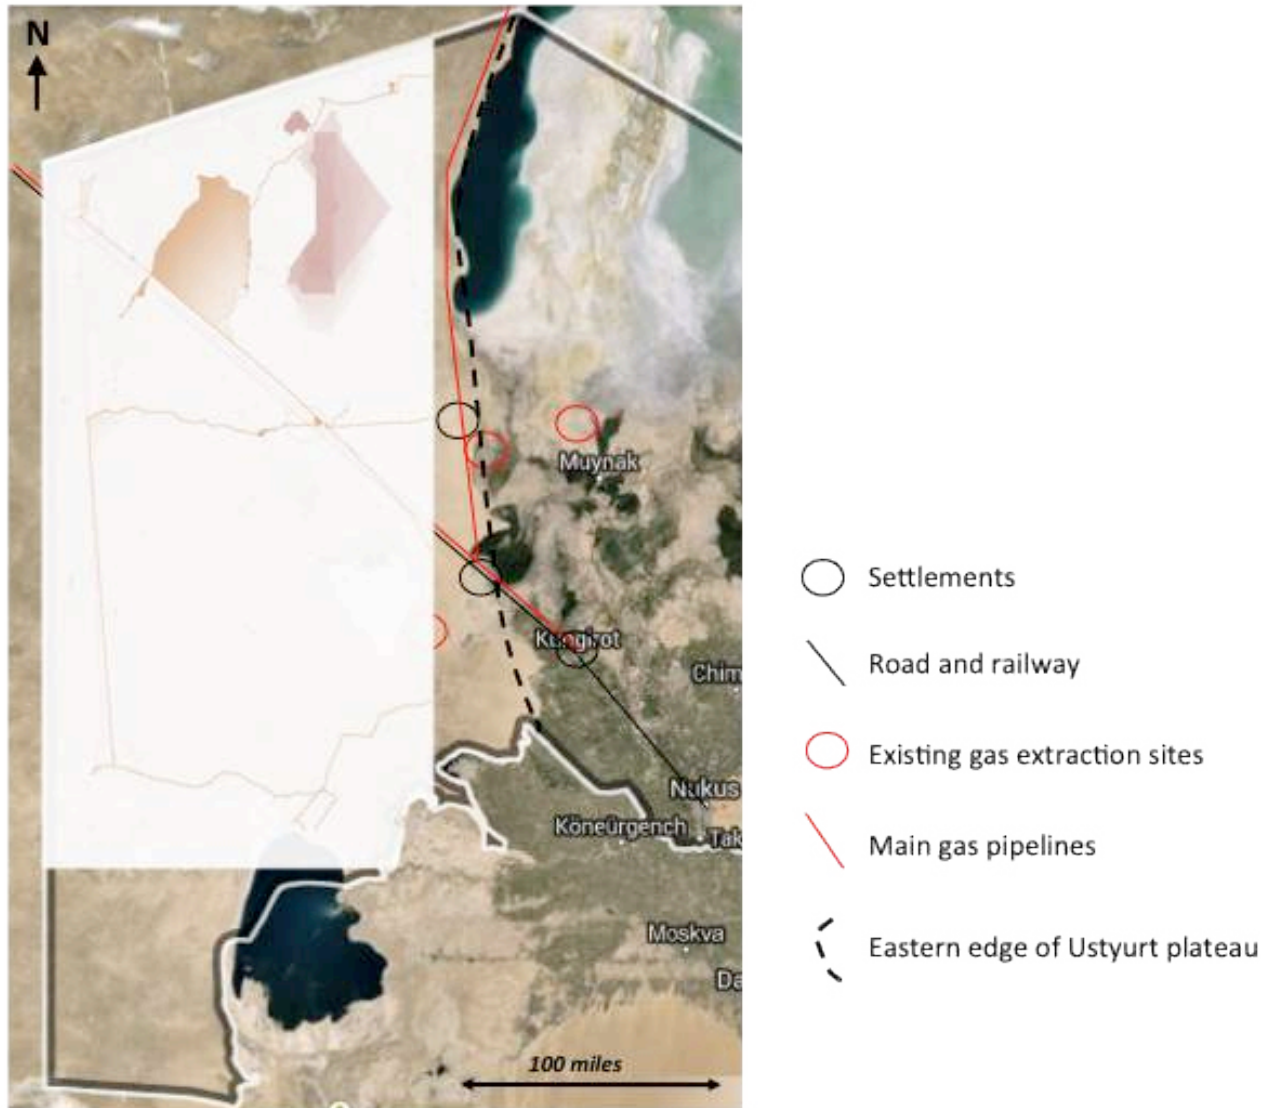 N
Muynak
Kungirot
Chim
Nukus
Köneürgench
Tak
Moskva
Da
100 miles
Settlements
Road and railway
Existing gas extraction sites
Main gas pipelines
Eastern edge of Ustyurt plateau